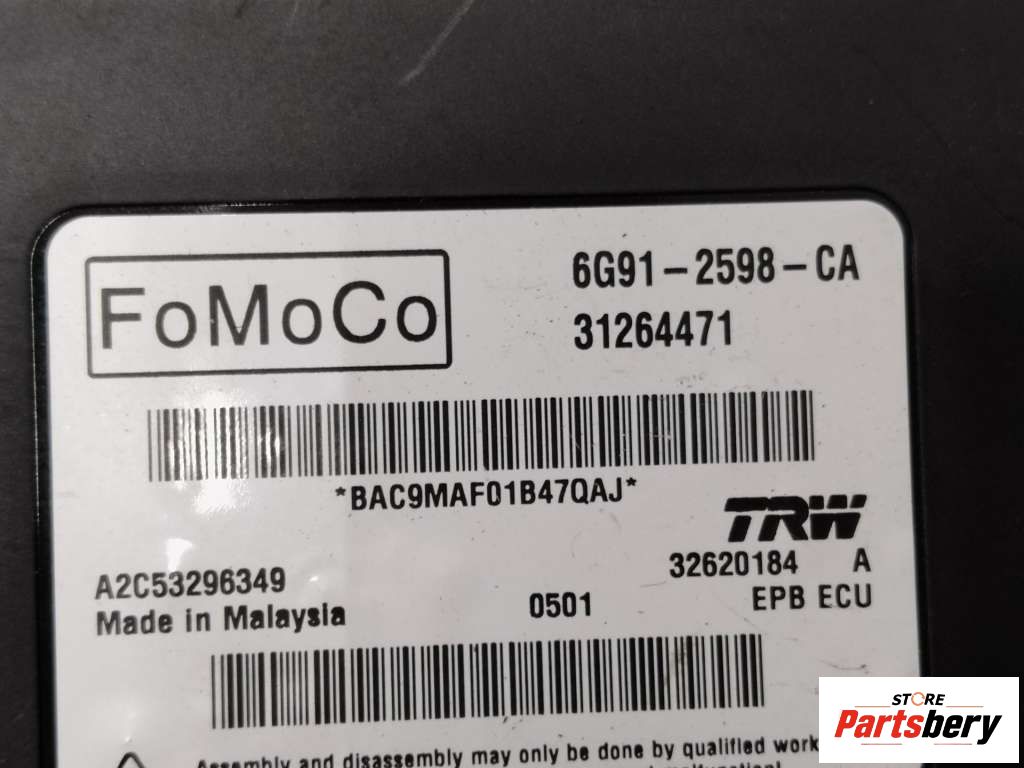 FoMoCo
6G91-2598-CA
31264471
*BAC9MAF01B47QAJ*
TRW
32620184 A
EPB ECU
A2C53296349
Made in Malaysia
0501
Assembly and disassembly may only be done by qualified work
malfunction!
STORE
Partsbery